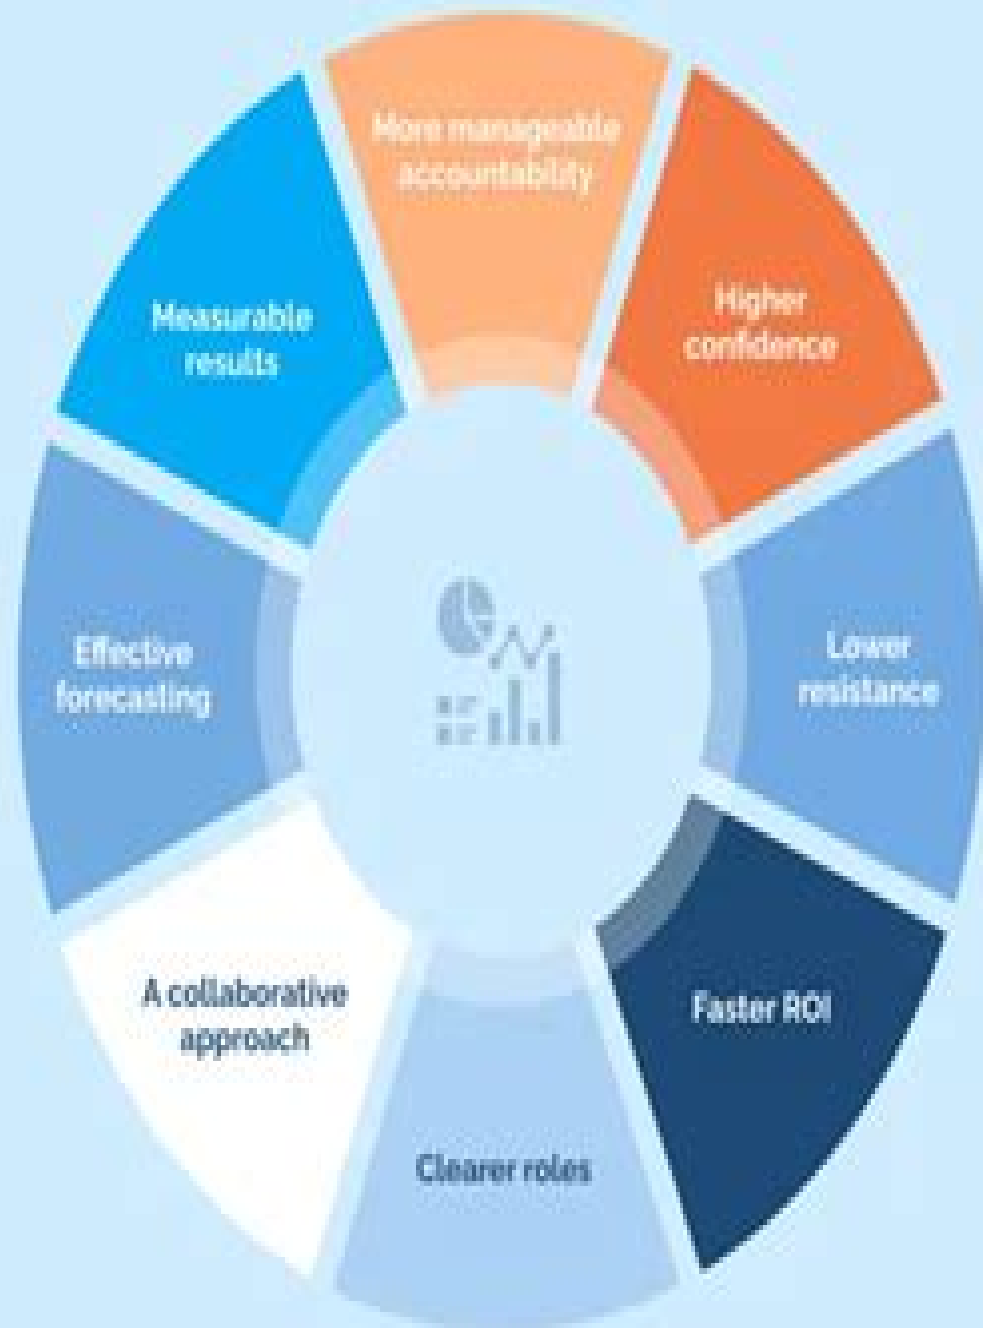 More manageable
accountability
Higher
confidence
Lower
resistance
Faster ROI
Clearer roles
A collaborative
approach
Effective
forecasting
Measurable
results